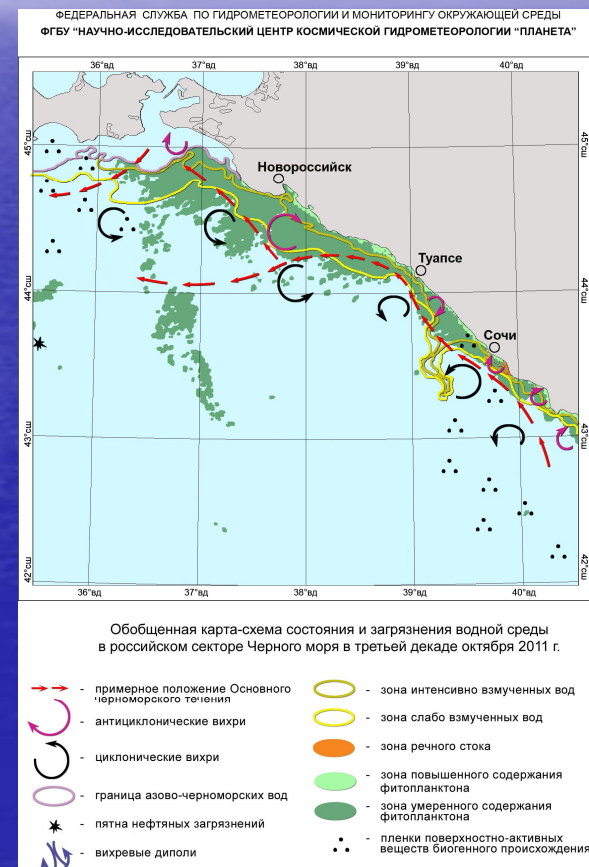 ФЕДЕРАЛЬНАЯ СЛУЖБА ПО ГИДРОМЕТЕОРОЛОГИИ И МОНИТОРИНГУ ОКРУЖАЮЩЕЙ СРЕДЫ
ФГБУ “НАУЧНО-ИССЛЕДОВАТЕЛЬСКИЙ ЦЕНТР КОСМИЧЕСКОЙ ГИДРОМЕТЕОРОЛОГИИ “ПЛАНЕТА”
36°вд 37°вд 38°вд 39°вд 40°вд
45°сш 45°сш
Новороссийск
Туапсе
44°сш 44°сш
Сочи
43°сш 43°сш
42°сш 42°сш
36°вд 37°вд 38°вд 39°вд 40°вд
Обобщенная карта-схема состояния и загрязнения водной среды
в российском секторе Черного моря в третьей декаде октября 2011 г.
- примерное положение Основного
черноморского течения
- антициклонические вихри
- циклонические вихри
- граница азово-черноморских вод
- пятна нефтяных загрязнений
- вихревые диполи
- зона интенсивно взмученных вод
- зона слабо взмученных вод
- зона речного стока
- зона повышенного содержания
фитопланктона
- зона умеренного содержания
фитопланктона
- пленки поверхностно-активных
веществ биогенного происхождения